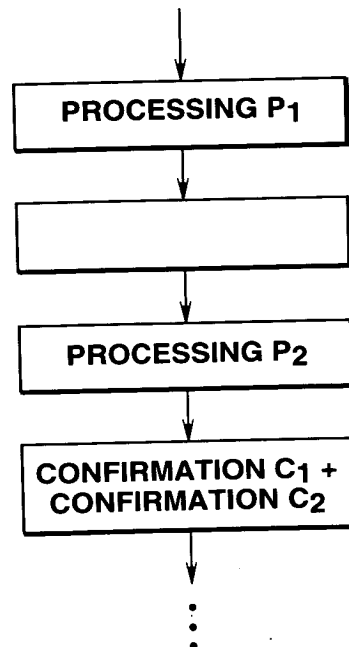 PROCESSING P1
PROCESSING P2
CONFIRMATION C1 +
CONFIRMATION C2